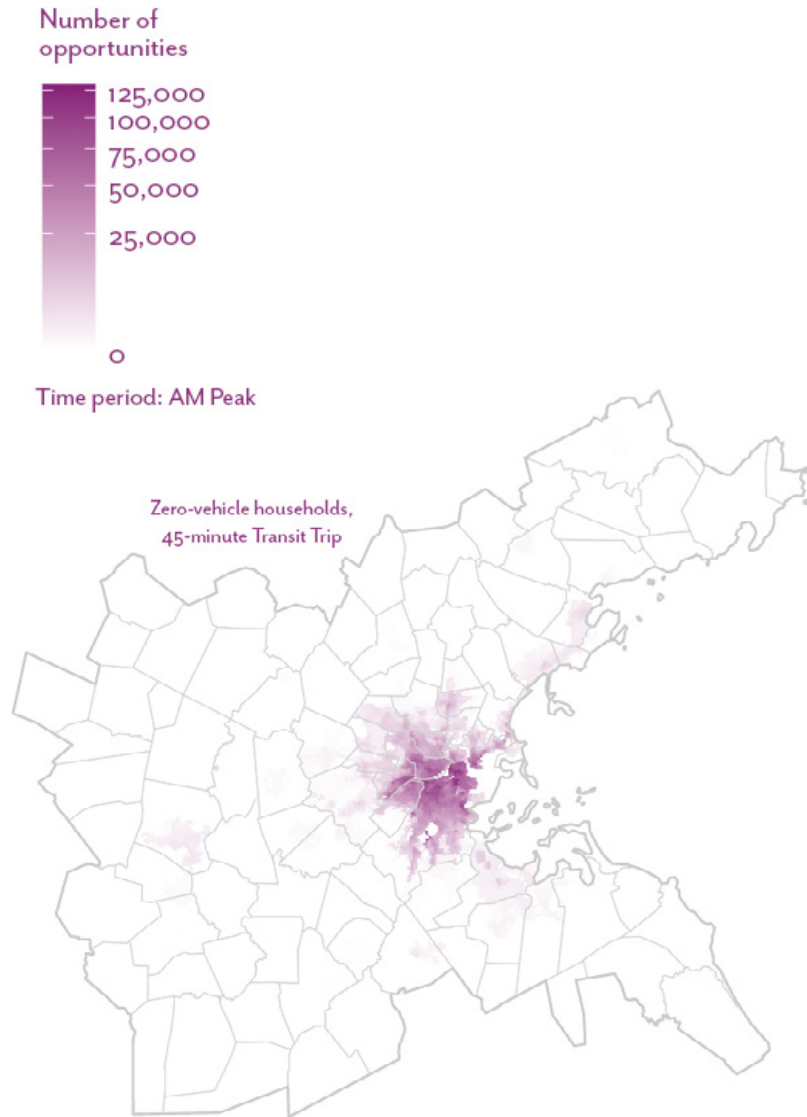 Number of
opportunities
125,000
100,000
75,000
50,000
25,000
0
Time period: AM Peak
Zero-vehicle households,
45-minute Transit Trip